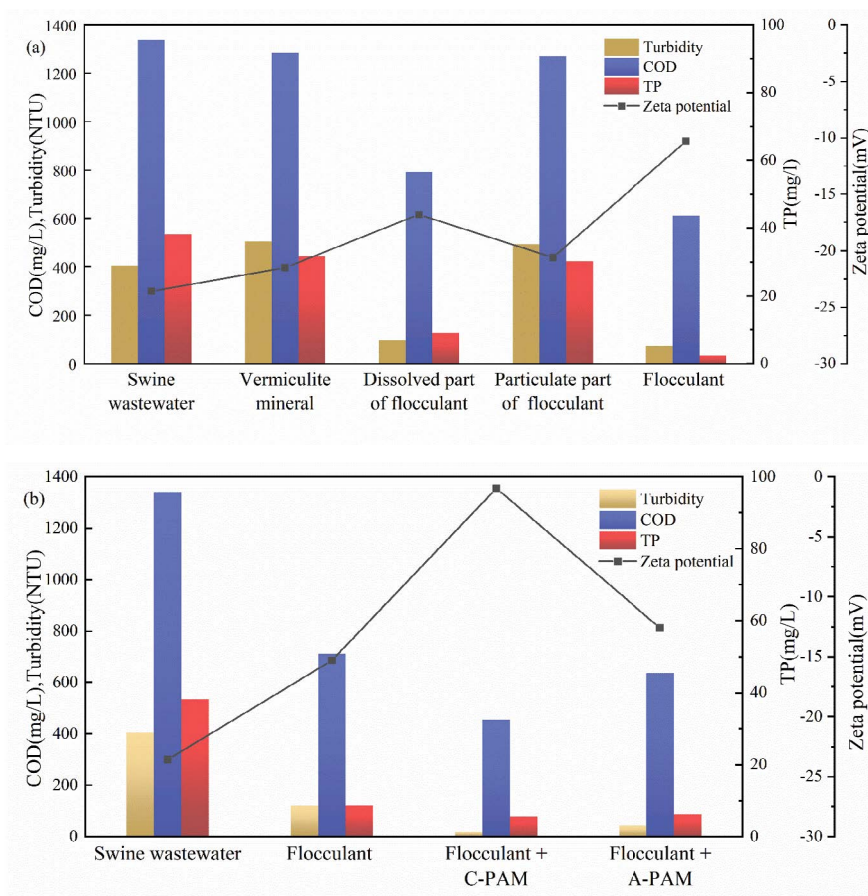 (a)
Turbidity
COD
TP
Zeta potential
COD(mg/L),Turbidity(NTU)
1400
1200
1000
800
600
400
200
0
100
80
60
40
20
0
TP(mg/l)
0
-5
-10
-15
-20
-25
-30
Zeta potential(mV)
Swine
wastewater
Vermiculite
mineral
Dissolved part
of flocculant
Particulate part
of flocculant
Flocculant
(b)
Turbidity
COD
TP
Zeta potential
COD(mg/L),Turbidity(NTU)
1400
1200
1000
800
600
400
200
0
100
80
60
40
20
0
TP(mg/L)
0
-5
-10
-15
-20
-25
-30
Zeta potential(mV)
Swine wastewater
Flocculant
Flocculant +
C-PAM
Flocculant +
A-PAM